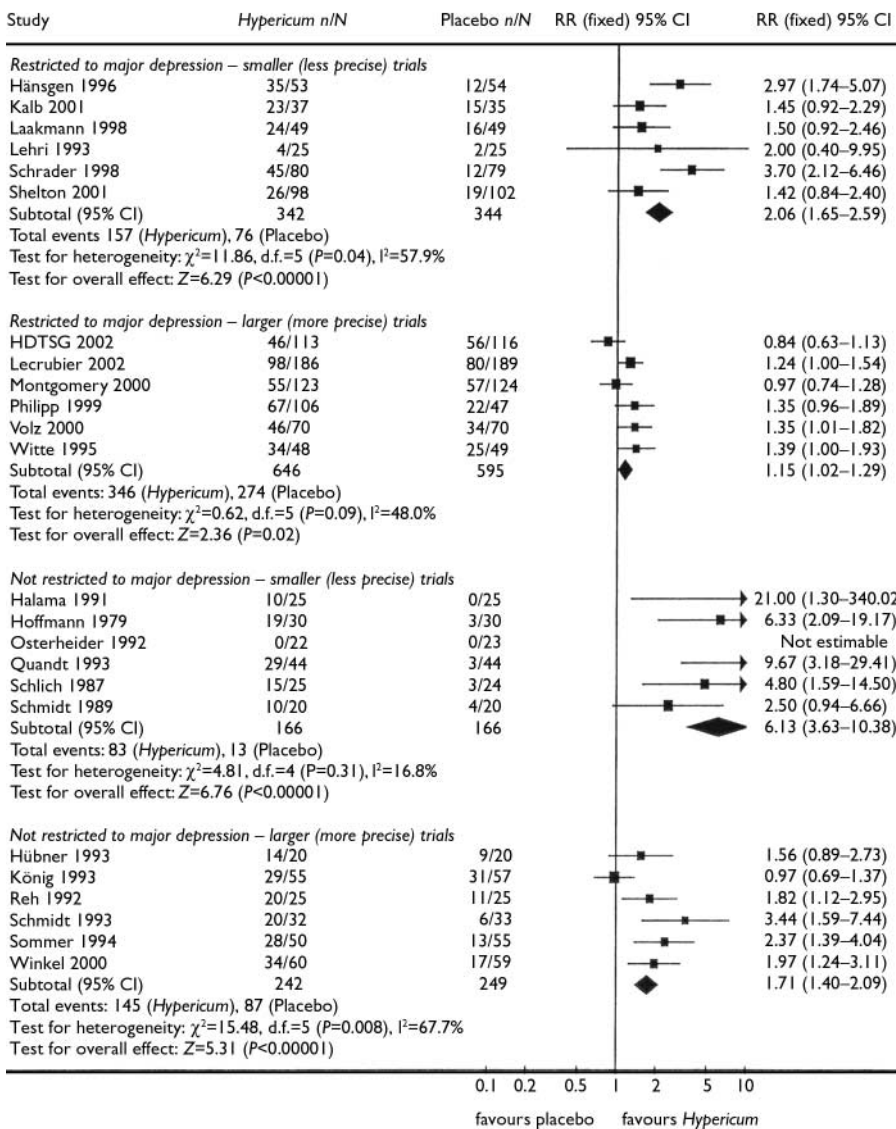 Study Hypericum n/N Placebo n/N RR (fixed) 95% CI RR (fixed) 95% CI
Restricted to major depression – smaller (less precise) trials
Hänsgen 1996 35/53 12/54 2.97 (1.74–5.07)
Kalb 2001 23/37 15/35 1.45 (0.92–2.29)
Laakmann 1998 24/49 16/49 1.50 (0.92–2.46)
Lehri 1993 4/25 2/25 2.00 (0.40–9.95)
Schrader 1998 45/80 12/79 3.70 (2.12–6.46)
Shelton 2001 26/98 19/102 1.42 (0.84–2.40)
Subtotal (95% CI) 342 344 2.06 (1.65–2.59)
Total events 157 (Hypericum), 76 (Placebo)
Test for heterogeneity: χ²=11.86, d.f.=5 (P=0.04), I²=57.9%
Test for overall effect: Z=6.29 (P<0.00001)
Restricted to major depression – larger (more precise) trials
HDTSG 2002 46/113 56/116 0.84 (0.63–1.13)
Lecrubier 2002 98/186 80/189 1.24 (1.00–1.54)
Montgomery 2000 55/123 57/124 0.97 (0.74–1.28)
Philipp 1999 67/106 22/47 1.35 (0.96–1.89)
Volz 2000 46/70 34/70 1.35 (1.01–1.82)
Witte 1995 34/48 25/49 1.39 (1.00–1.93)
Subtotal (95% CI) 646 595 1.15 (1.02–1.29)
Total events: 346 (Hypericum), 274 (Placebo)
Test for heterogeneity: χ²=0.62, d.f.=5 (P=0.09), I²=48.0%
Test for overall effect: Z=2.36 (P=0.02)
Not restricted to major depression – smaller (less precise) trials
Halama 1991 10/25 0/25 21.00 (1.30–340.02
Hoffmann 1979 19/30 3/30 6.33 (2.09–19.17)
Osterheider 1992 0/22 0/23 Not estimable
Quandt 1993 29/44 3/44 9.67 (3.18–29.41)
Schlich 1987 15/25 3/24 4.80 (1.59–14.50)
Schmidt 1989 10/20 4/20 2.50 (0.94–6.66)
Subtotal (95% CI) 166 166 6.13 (3.63–10.38)
Total events: 83 (Hypericum), 13 (Placebo)
Test for heterogeneity: χ²=4.81, d.f.=4 (P=0.31), I²=16.8%
Test for overall effect: Z=6.76 (P<0.00001)
Not restricted to major depression – larger (more precise) trials
Hübner 1993 14/20 9/20 1.56 (0.89–2.73)
König 1993 29/55 31/57 0.97 (0.69–1.37)
Reh 1992 20/25 11/25 1.82 (1.12–2.95)
Schmidt 1993 20/32 6/33 3.44 (1.59–7.44)
Sommer 1994 28/50 13/55 2.37 (1.39–4.04)
Winkel 2000 34/60 17/59 1.97 (1.24–3.11)
Subtotal (95% CI) 242 249 1.71 (1.40–2.09)
Total events: 145 (Hypericum), 87 (Placebo)
Test for heterogeneity: χ²=15.48, d.f.=5 (P=0.008), I²=67.7%
Test for overall effect: Z=5.31 (P<0.00001)
0.1 0.2 0.5 1 2 5 10
favours placebo favours Hypericum